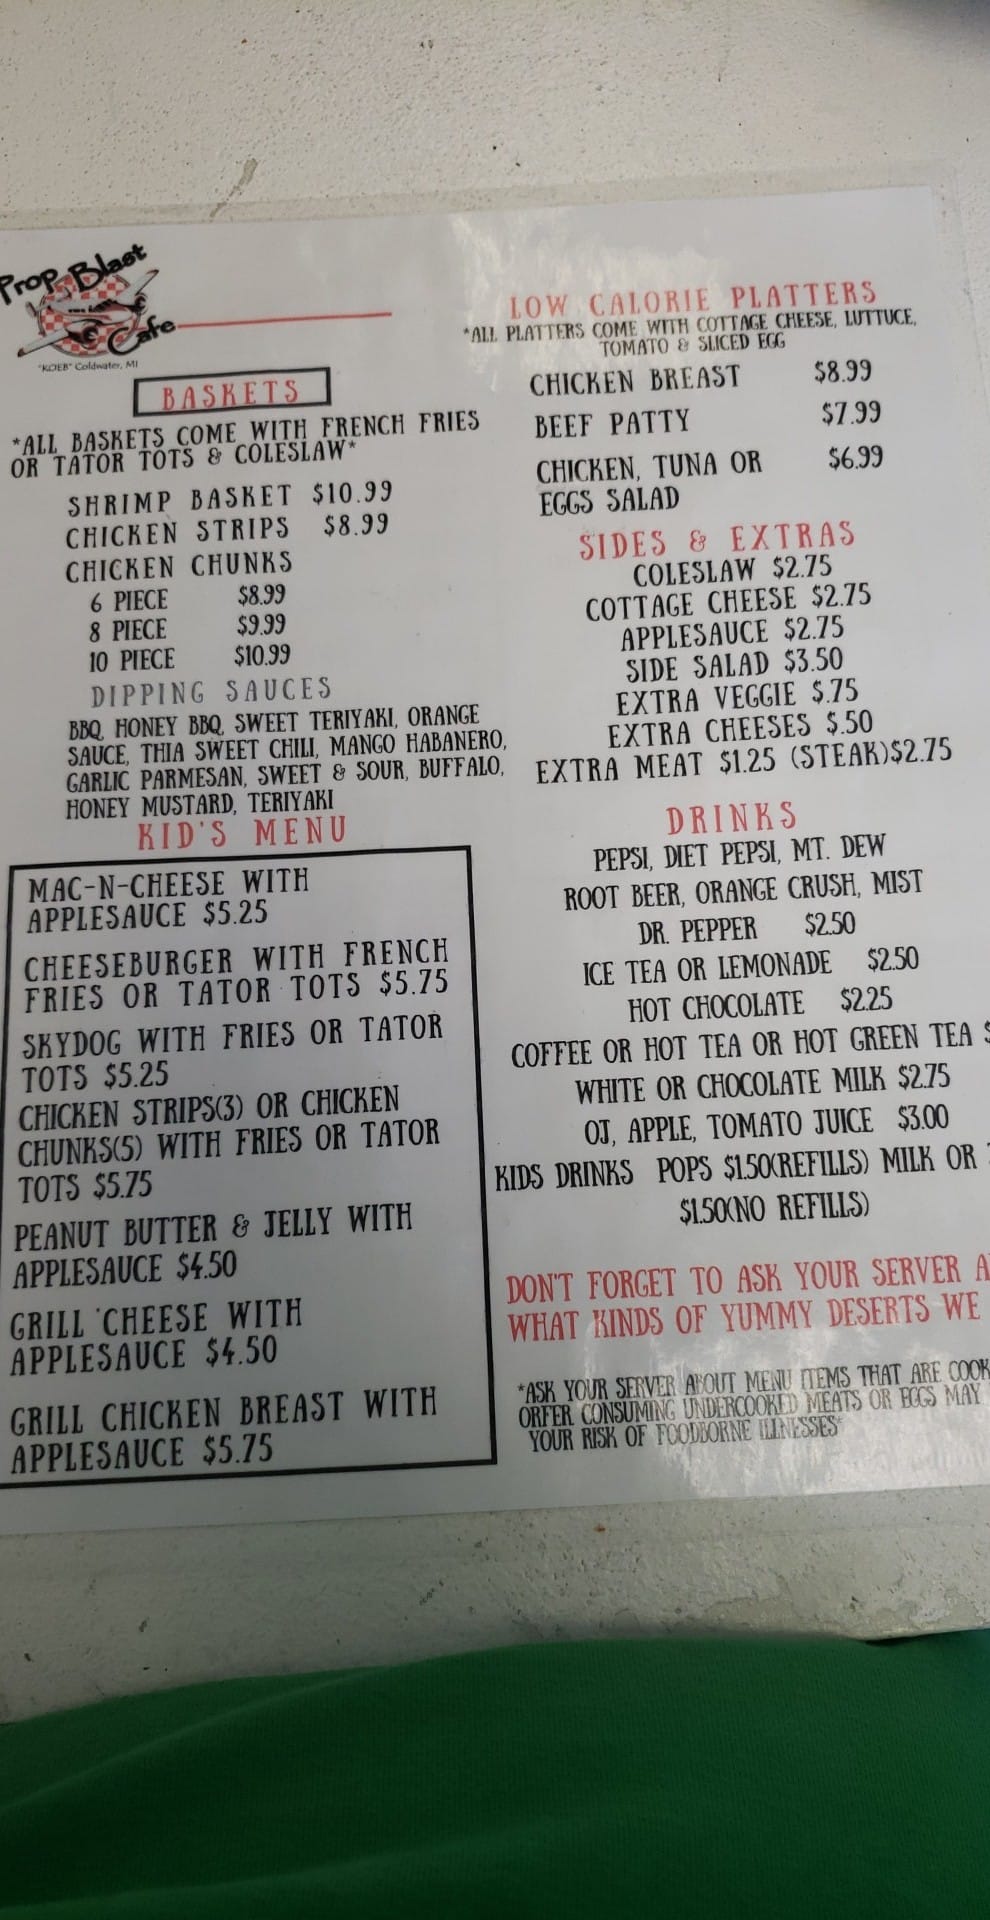 Prop Blast
Cafe
"KOEB" Coldwater, MI
BASKETS
*ALL BASKETS COME WITH FRENCH FRIES
OR TATOR TOTS & COLESLAW*
SHRIMP BASKET $10.99
CHICKEN STRIPS $8.99
CHICKEN CHUNKS
6 PIECE $8.99
8 PIECE $9.99
10 PIECE $10.99
DIPPING SAUCES
BBQ, HONEY BBQ, SWEET TERIYAKI, ORANGE
SAUCE, THIA SWEET CHILI, MANGO HABANERO,
GARLIC PARMESAN, SWEET & SOUR, BUFFALO,
HONEY MUSTARD, TERIYAKI
KID'S MENU
MAC-N-CHEESE WITH
APPLESAUCE $5.25
CHEESEBURGER WITH FRENCH
FRIES OR TATOR TOTS $5.75
SKYDOG WITH FRIES OR TATOR
TOTS $5.25
CHICKEN STRIPS(3) OR CHICKEN
CHUNKS(5) WITH FRIES OR TATOR
TOTS $5.75
PEANUT BUTTER & JELLY WITH
APPLESAUCE $4.50
GRILL CHEESE WITH
APPLESAUCE $4.50
GRILL CHICKEN BREAST WITH
APPLESAUCE $5.75
LOW CALORIE PLATTERS
*ALL PLATTERS COME WITH COTTAGE CHEESE, LUTTUCE,
TOMATO & SLICED EGG
CHICKEN BREAST $8.99
BEEF PATTY $7.99
CHICKEN, TUNA OR $6.99
EGGS SALAD
SIDES & EXTRAS
COLESLAW $2.75
COTTAGE CHEESE $2.75
APPLESAUCE $2.75
SIDE SALAD $3.50
EXTRA VEGGIE $.75
EXTRA CHEESES $.50
EXTRA MEAT $1.25 (STEAK)$2.75
DRINKS
PEPSI, DIET PEPSI, MT. DEW
ROOT BEER, ORANGE CRUSH, MIST
DR. PEPPER $2.50
ICE TEA OR LEMONADE $2.50
HOT CHOCOLATE $2.25
COFFEE OR HOT TEA OR HOT GREEN TEA $
WHITE OR CHOCOLATE MILK $2.75
OJ, APPLE, TOMATO JUICE $3.00
KIDS DRINKS POPS $1.50(REFILLS) MILK OR
$1.50(NO REFILLS)
DON'T FORGET TO ASK YOUR SERVER A
WHAT KINDS OF YUMMY DESERTS WE
*ASK YOUR SERVER ABOUT MENU ITEMS THAT ARE COOK
ORFER CONSUMING UNDERCOOKED MEATS OR EGGS MAY
YOUR RISK OF FOODBORNE ILLNESSES*